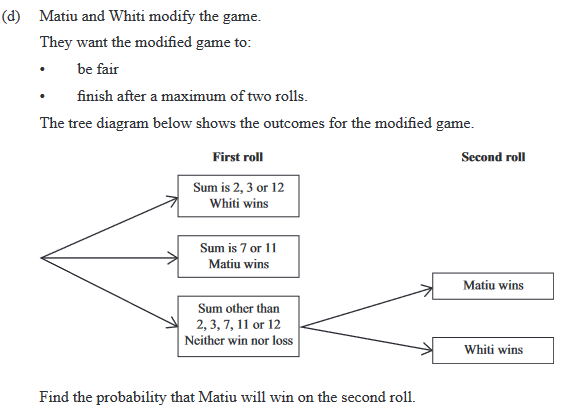 (d) Matiu and Whiti modify the game.
They want the modified game to:
• be fair
• finish after a maximum of two rolls.
The tree diagram below shows the outcomes for the modified game.
First roll
Second roll
Sum is 2, 3 or 12
Whiti wins
Sum is 7 or 11
Matiu wins
Sum other than
2, 3, 7, 11 or 12
Neither win nor loss
Matiu wins
Whiti wins
Find the probability that Matiu will win on the second roll.